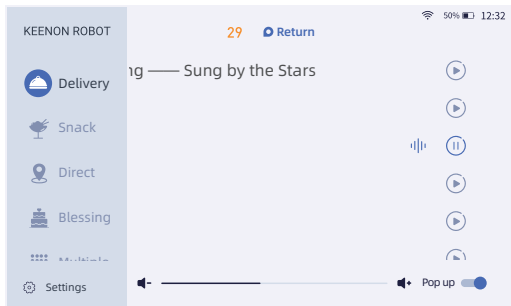 50% 12:32
KEENON ROBOT
29 Return
ng —— Sung by the Stars
Delivery
Snack
Direct
Blessing
Multiple
Settings
Pop up